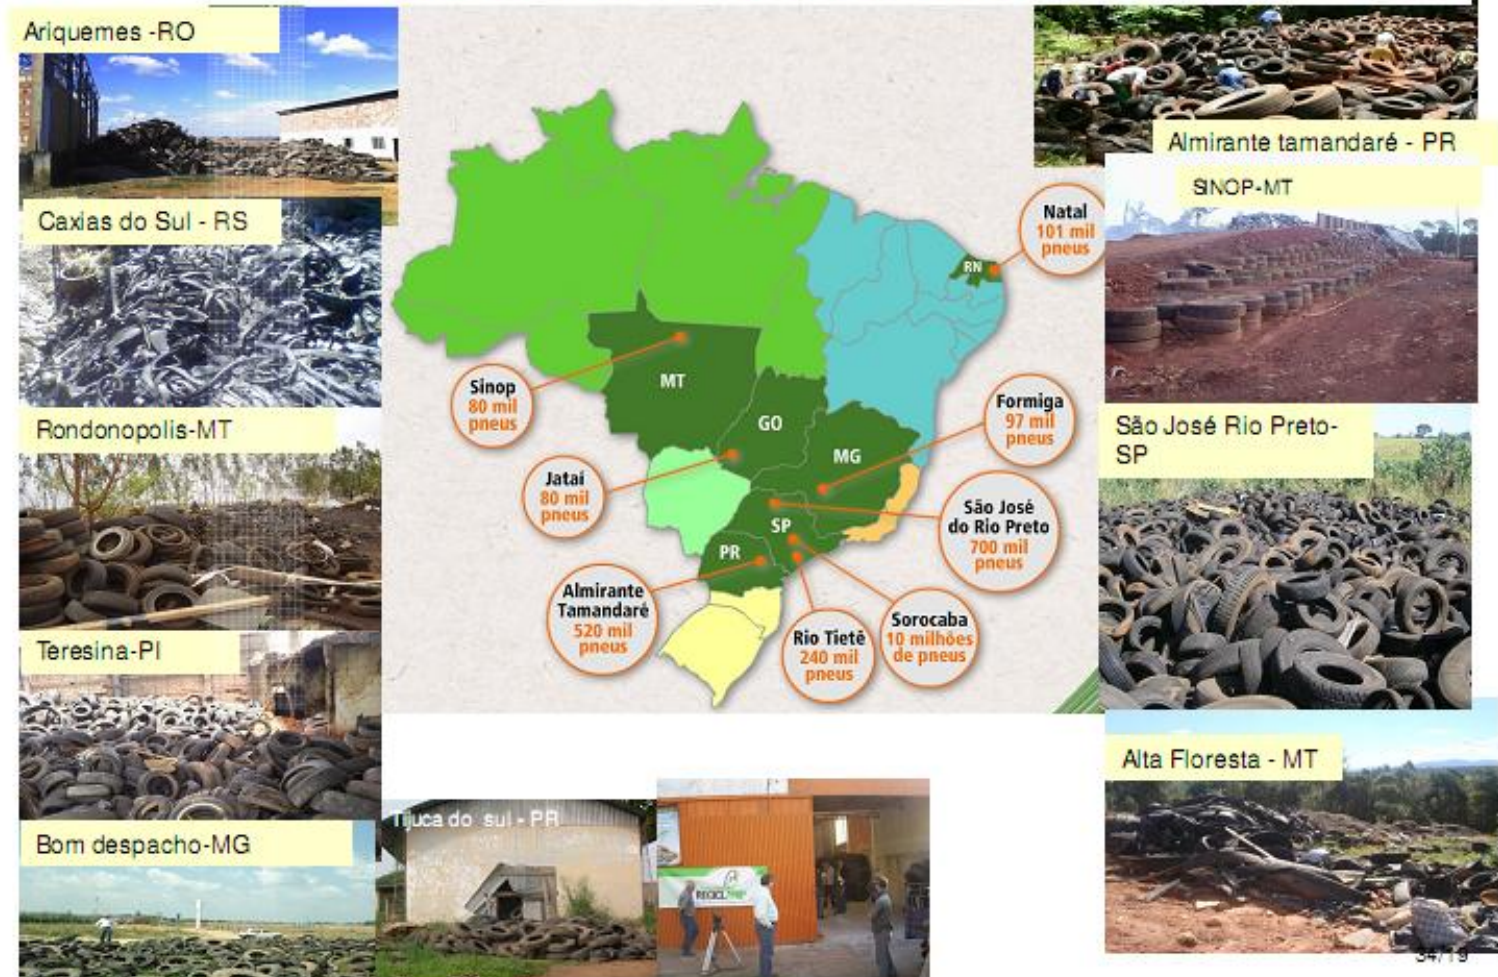 Ariquemes -RO
Caxias do Sul - RS
Rondonopolis-MT
Teresina-PI
Bom despacho-MG
Tijuca do sul - PR
Almirante tamandaré - PR
SINOP-MT
São José Rio Preto-
SP
Alta Floresta - MT
Natal
101 mil
pneus
RN
Sinop
80 mil
pneus
MT
GO
MG
Formiga
97 mil
pneus
Jataí
80 mil
pneus
São José
do Rio Preto
700 mil
pneus
SP
PR
Almirante
Tamandaré
520 mil
pneus
Rio Tietê
240 mil
pneus
Sorocaba
10 milhões
de pneus
34/19